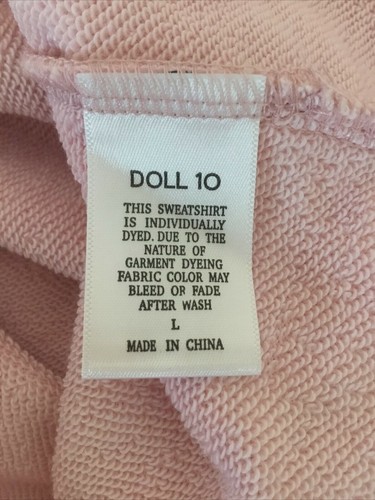 DOLL 10
THIS SWEATSHIRT
IS INDIVIDUALLY
DYED. DUE TO THE
NATURE OF
GARMENT DYEING
FABRIC COLOR MAY
BLEED OR FADE
AFTER WASH
L
MADE IN CHINA